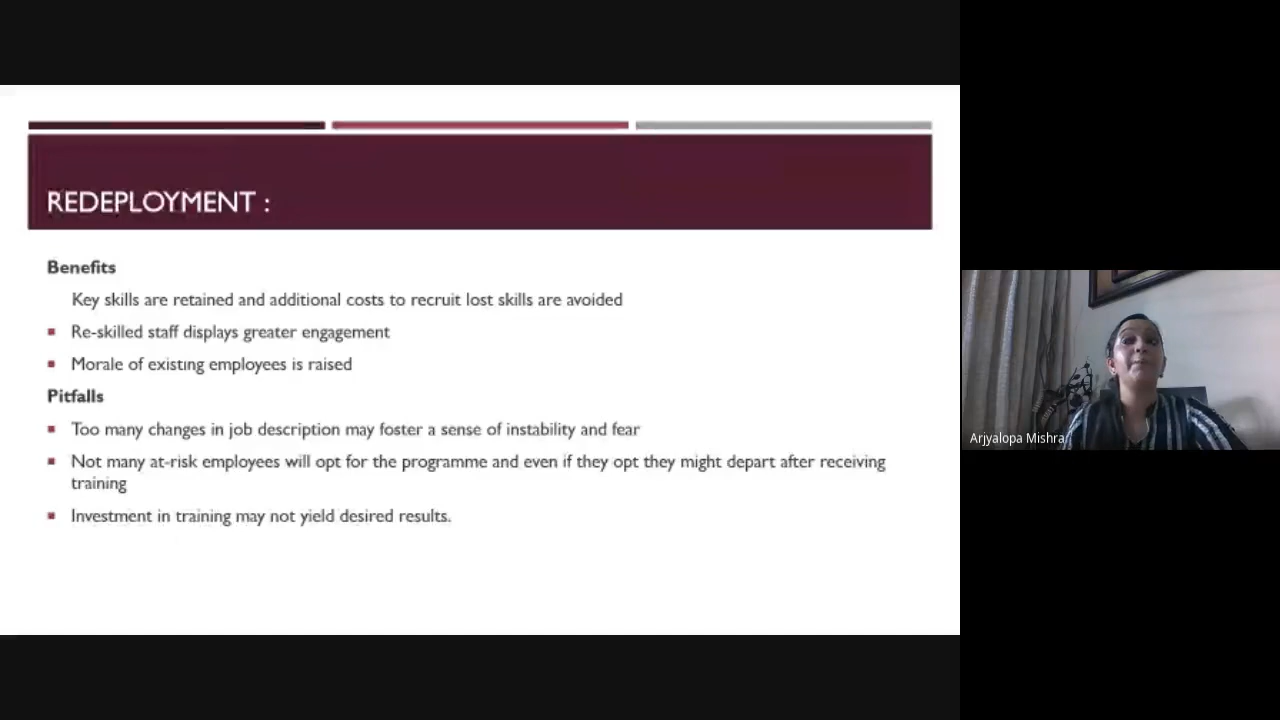 REDEPLOYMENT :
Benefits
Key skills are retained and additional costs to recruit lost skills are avoided
Re-skilled staff displays greater engagement
Morale of existing employees is raised
Pitfalls
Too many changes in job description may foster a sense of instability and fear
Not many at-risk employees will opt for the programme and even if they opt they might depart after receiving
training
Investment in training may not yield desired results.
Arjyalopa Mishra